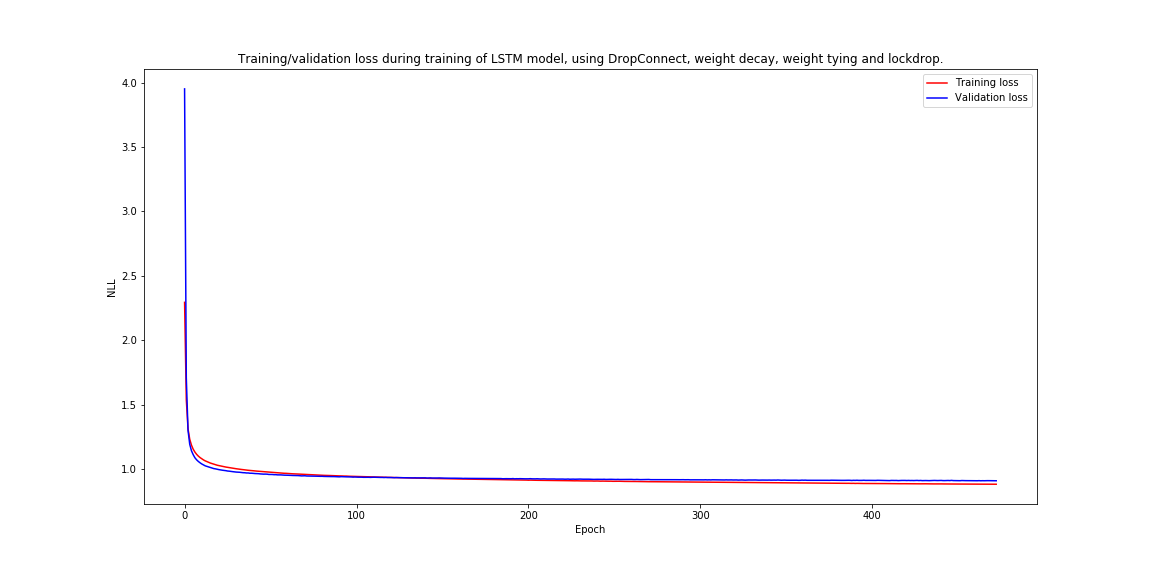 Training/validation loss during training of LSTM model, using DropConnect, weight decay, weight tying and lockdrop.
Training loss
Validation loss
4.0
3.5
3.0
2.5
2.0
1.5
1.0
NLL
0 100 200 300 400
Epoch